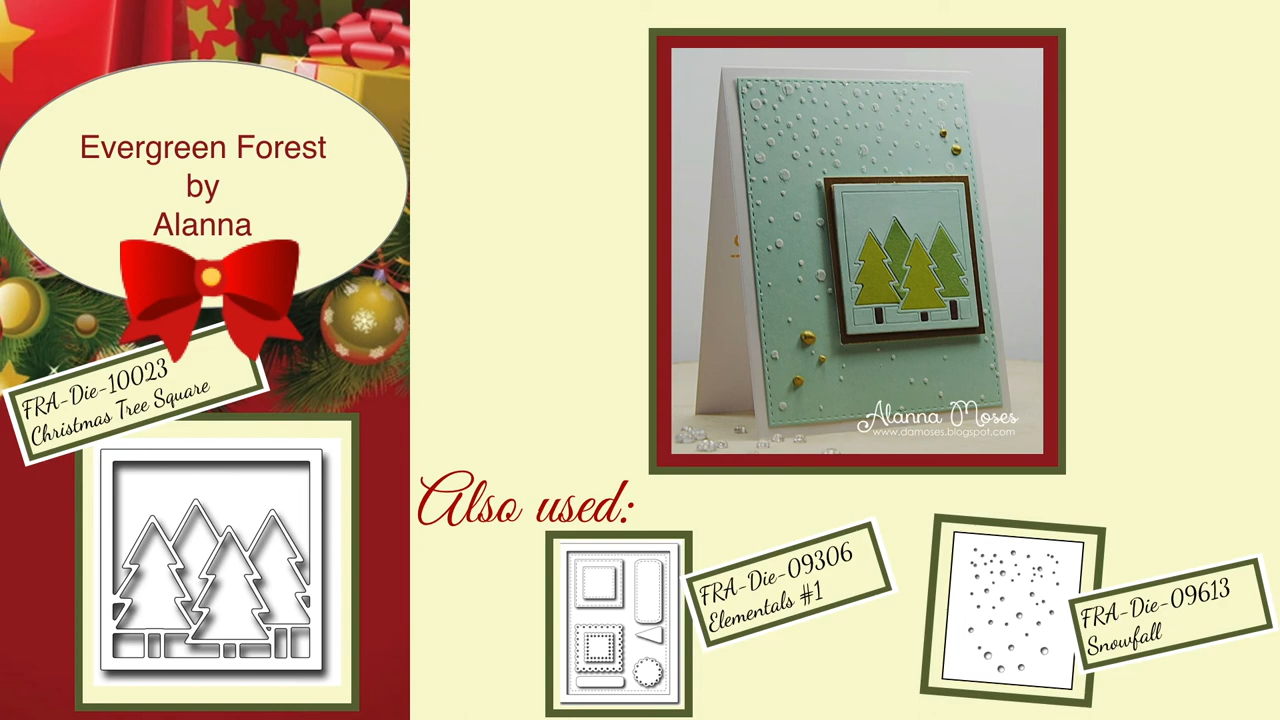 Evergreen Forest
by
Alanna
FRA-Die-10023
Christmas Tree Square
Alanna Moses
www.damoses.blogspot.com
Also used:
FRA-Die-09306
Elementals #1
FRA-Die-09613
Snowfall